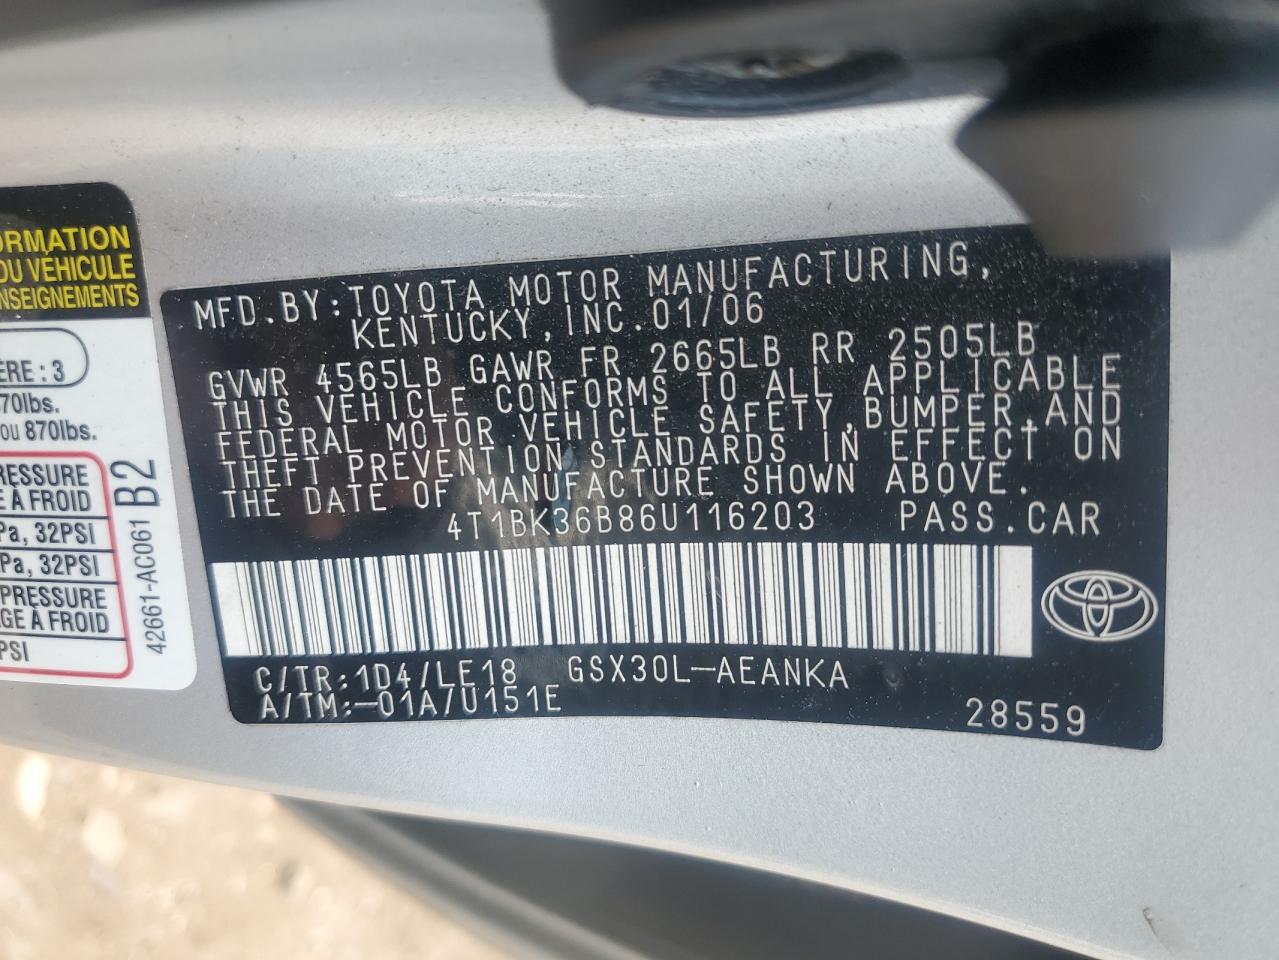 ORMATION
OU VÉHICULE
NSEIGNEMENTS
ÈRE : 3
70lbs.
ou 870lbs.
PRESSURE
E À FROID
Pa, 32PSI
Pa, 32PSI
PRESSURE
GE À FROID
PSI
42661-AC061 B2
MFD.BY:TOYOTA MOTOR MANUFACTURING,
KENTUCKY,INC.01/06
GVWR 4565LB GAWR FR 2665LB RR 2505LB
THIS VEHICLE CONFORMS TO ALL APPLICABLE
FEDERAL MOTOR VEHICLE SAFETY,BUMPER,AND
THEFT PREVENTION STANDARDS IN EFFECT ON
THE DATE OF MANUFACTURE SHOWN ABOVE.
4T1BK36B86U116203 PASS.CAR
C/TR:1D4/LE18 GSX30L-AEANKA
A/TM:-01A/U151E
28559